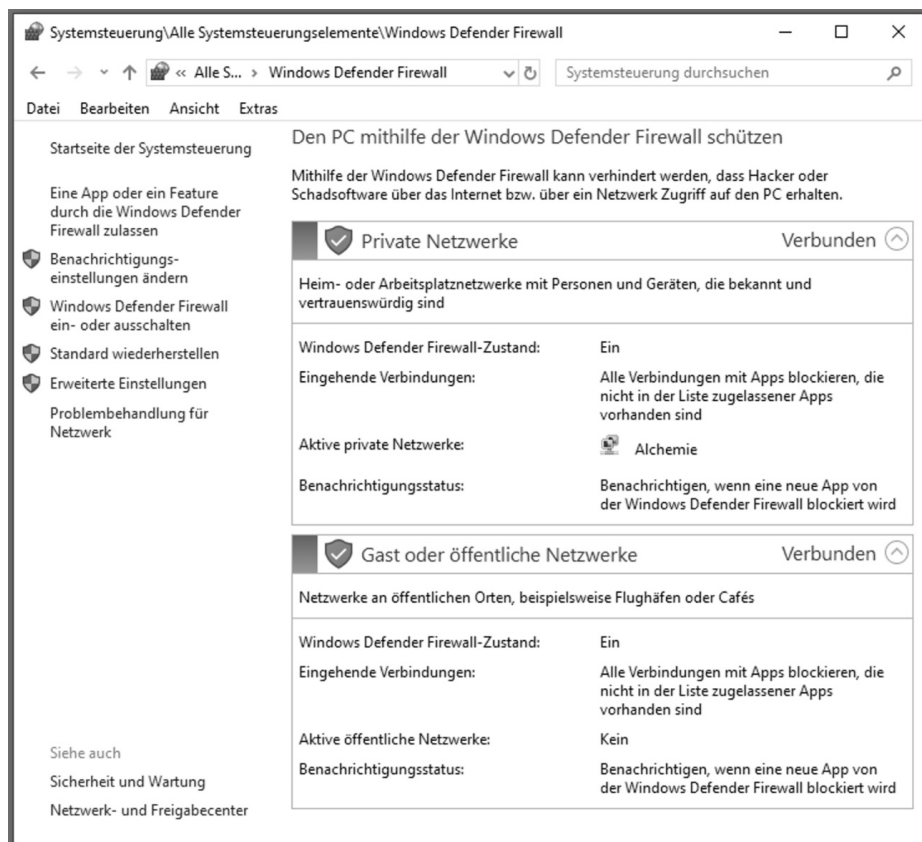 Systemsteuerung\Alle Systemsteuerungselemente\Windows Defender Firewall
« Alle S... › Windows Defender Firewall
Systemsteuerung durchsuchen
Datei Bearbeiten Ansicht Extras
Startseite der Systemsteuerung
Eine App oder ein Feature
durch die Windows Defender
Firewall zulassen
Benachrichtigungs-
einstellungen ändern
Windows Defender Firewall
ein- oder ausschalten
Standard wiederherstellen
Erweiterte Einstellungen
Problembehandlung für
Netzwerk
Siehe auch
Sicherheit und Wartung
Netzwerk- und Freigabecenter
Den PC mithilfe der Windows Defender Firewall schützen
Mithilfe der Windows Defender Firewall kann verhindert werden, dass Hacker oder
Schadsoftware über das Internet bzw. über ein Netzwerk Zugriff auf den PC erhalten.
Private Netzwerke Verbunden
Heim- oder Arbeitsplatznetzwerke mit Personen und Geräten, die bekannt und
vertrauenswürdig sind
Windows Defender Firewall-Zustand: Ein
Eingehende Verbindungen: Alle Verbindungen mit Apps blockieren, die
nicht in der Liste zugelassener Apps
vorhanden sind
Aktive private Netzwerke: Alchemie
Benachrichtigungsstatus: Benachrichtigen, wenn eine neue App von
der Windows Defender Firewall blockiert wird
Gast oder öffentliche Netzwerke Verbunden
Netzwerke an öffentlichen Orten, beispielsweise Flughäfen oder Cafés
Windows Defender Firewall-Zustand: Ein
Eingehende Verbindungen: Alle Verbindungen mit Apps blockieren, die
nicht in der Liste zugelassener Apps
vorhanden sind
Aktive öffentliche Netzwerke: Kein
Benachrichtigungsstatus: Benachrichtigen, wenn eine neue App von
der Windows Defender Firewall blockiert wird